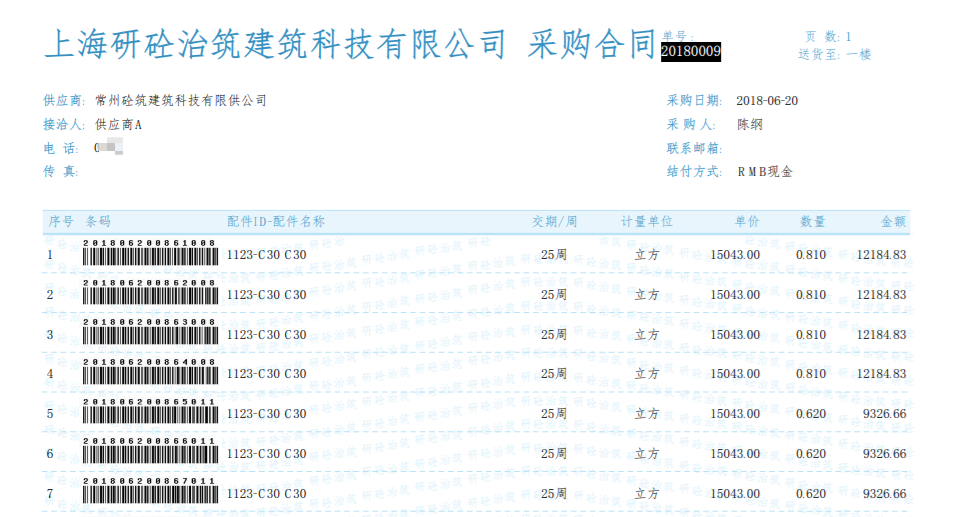 上海研砼治筑建筑科技有限公司 采购合同
单号:
20180009
页 数: 1
送货至: 一楼
供应商: 常州砼筑建筑科技有限供公司
采购日期: 2018-06-20
接洽人: 供应商A
采 购 人: 陈纲
电 话: 0
联系邮箱:
传 真:
结付方式: RMB现金
序号 条码 配件ID-配件名称 交期/周 计量单位 单价 数量 金额
1 201806200861008 1123-C30 C30 25周 立方 15043.00 0.810 12184.83
2 201806200862008 1123-C30 C30 25周 立方 15043.00 0.810 12184.83
3 201806200863008 1123-C30 C30 25周 立方 15043.00 0.810 12184.83
4 201806200864008 1123-C30 C30 25周 立方 15043.00 0.810 12184.83
5 201806200865011 1123-C30 C30 25周 立方 15043.00 0.620 9326.66
6 201806200866011 1123-C30 C30 25周 立方 15043.00 0.620 9326.66
7 201806200867011 1123-C30 C30 25周 立方 15043.00 0.620 9326.66